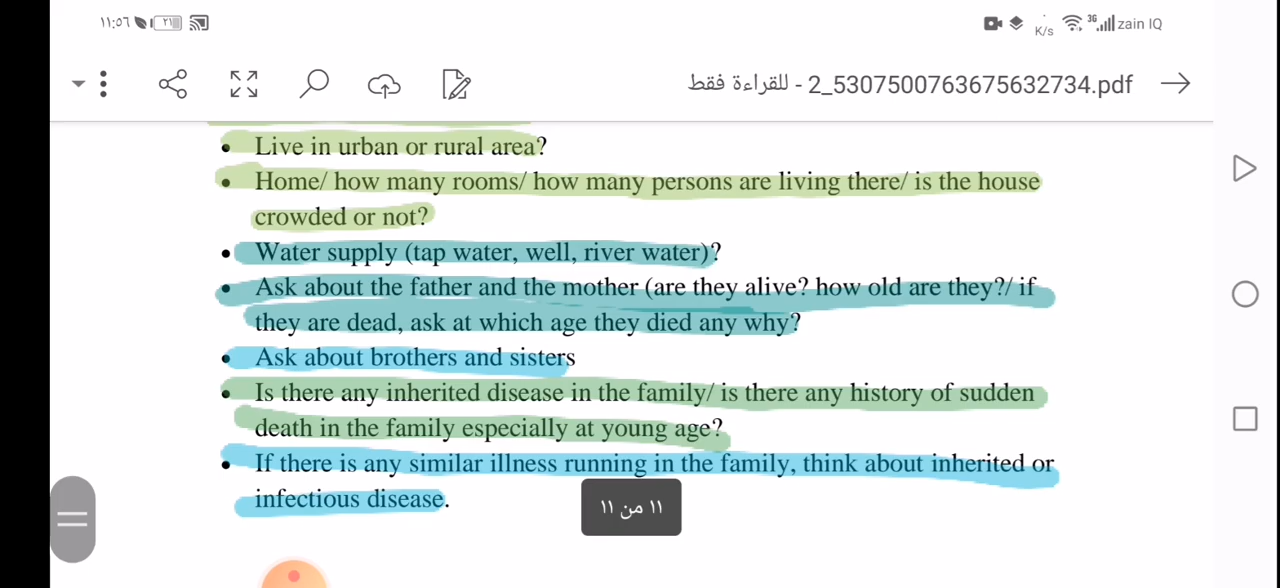 ١١:٥٦ ٢١ K/s 3G zain IQ
2_5307500763675632734.pdf - للقراءة فقط
• Live in urban or rural area?
• Home/ how many rooms/ how many persons are living there/ is the house
crowded or not?
• Water supply (tap water, well, river water)?
• Ask about the father and the mother (are they alive? how old are they?/ if
they are dead, ask at which age they died any why?
• Ask about brothers and sisters
• Is there any inherited disease in the family/ is there any history of sudden
death in the family especially at young age?
• If there is any similar illness running in the family, think about inherited or
infectious disease.
١١ من ١١